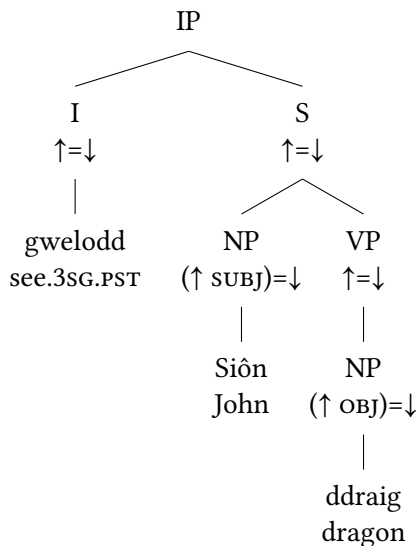 IP
I S
↑=↓ ↑=↓
gwelodd NP VP
see.3SG.PST (↑ SUBJ)=↓ ↑=↓
Siôn NP
John (↑ OBJ)=↓
ddraig
dragon